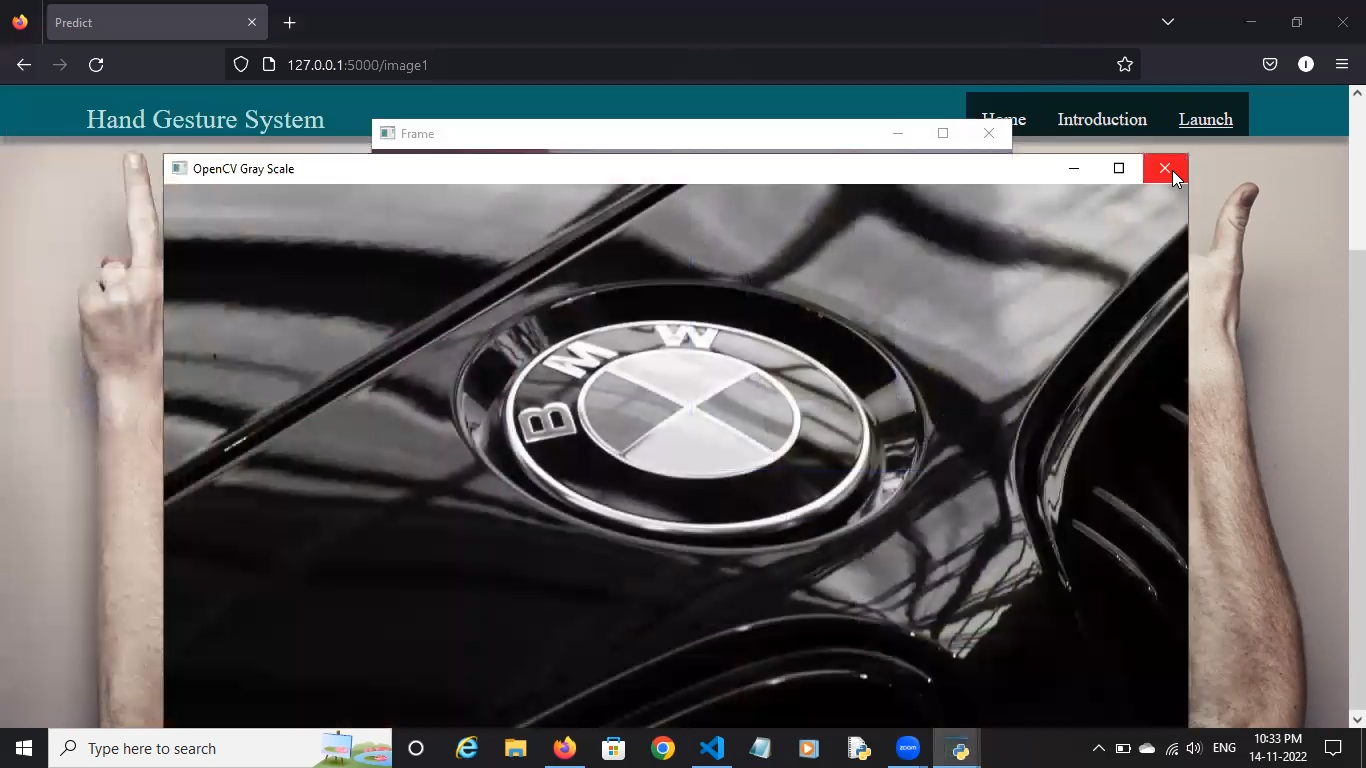 Predict
127.0.0.1:5000/image1
Hand Gesture System
Home
Introduction
Launch
Frame
OpenCV Gray Scale
B M W
Type here to search
zoom
ENG
10:33 PM
14-11-2022